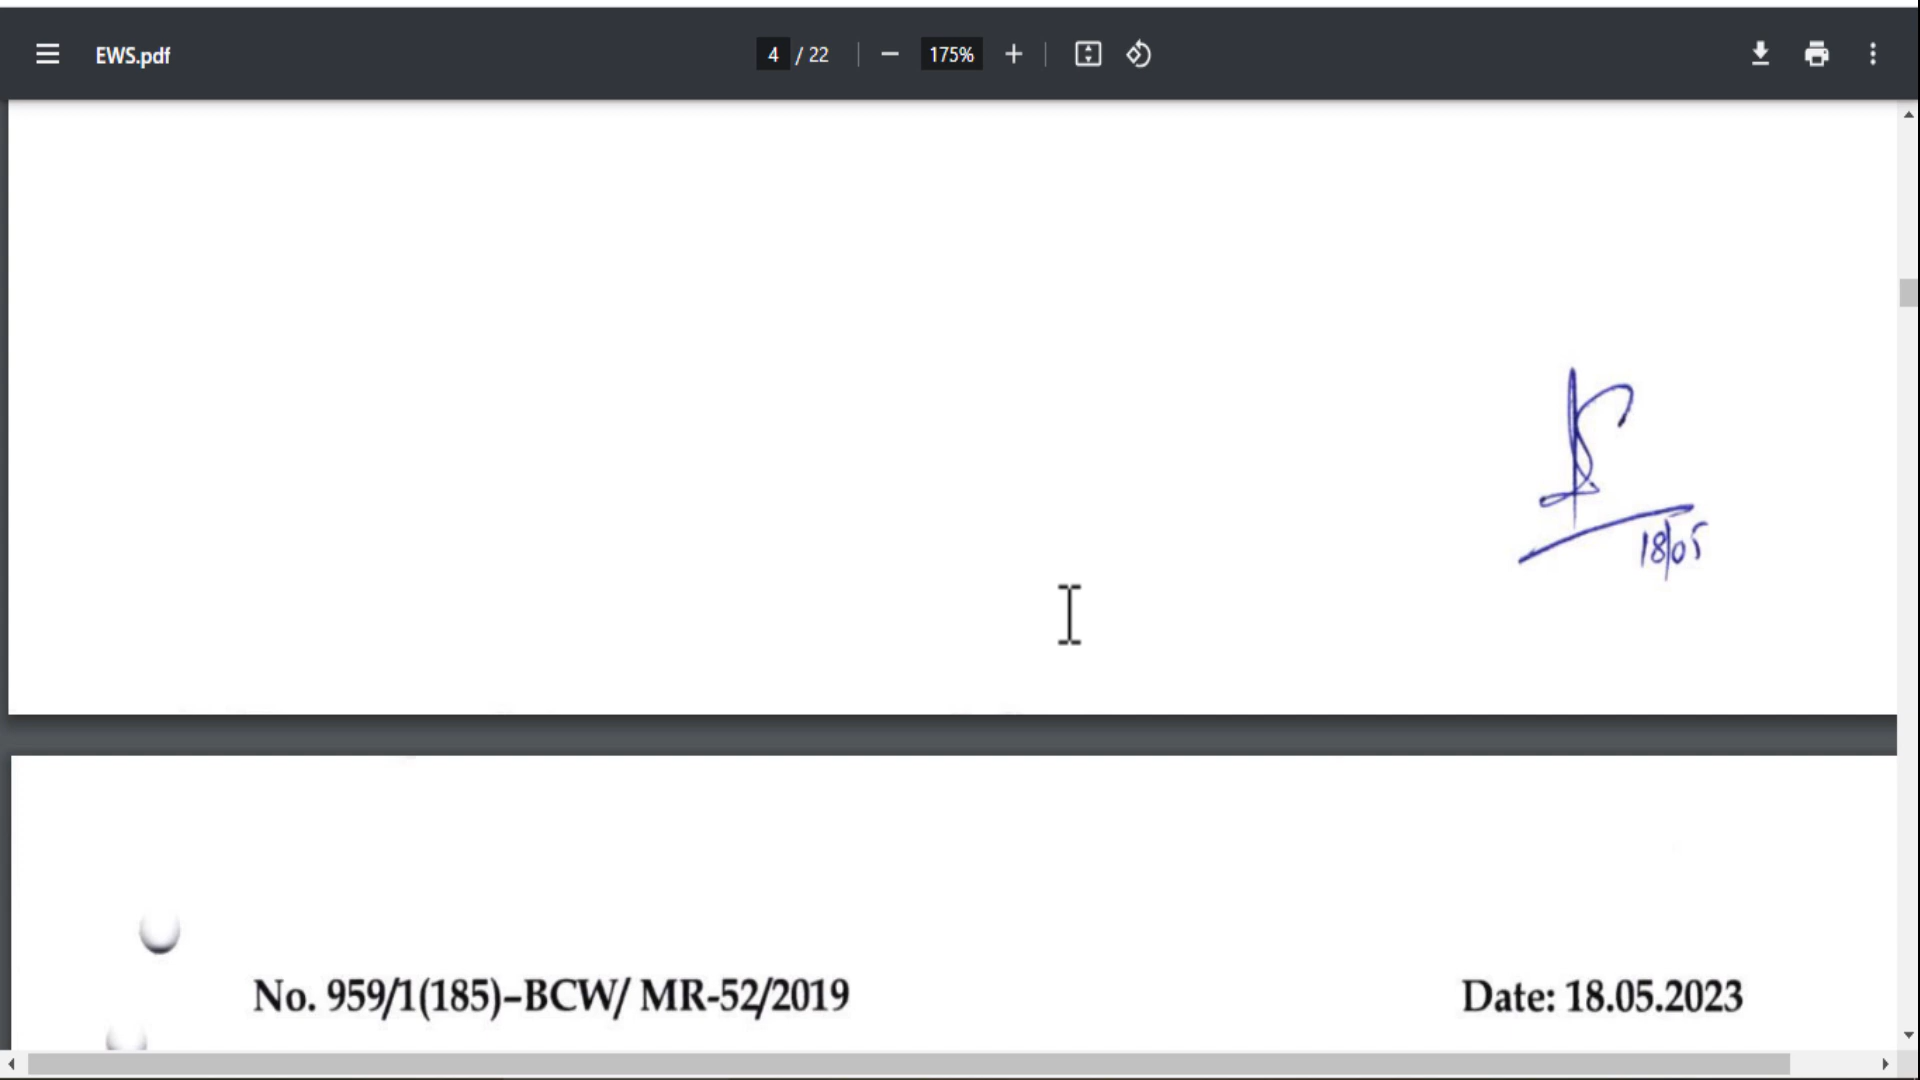 EWS.pdf 4 / 22 175%
18/05
No. 959/1(185)–BCW/ MR-52/2019 Date: 18.05.2023